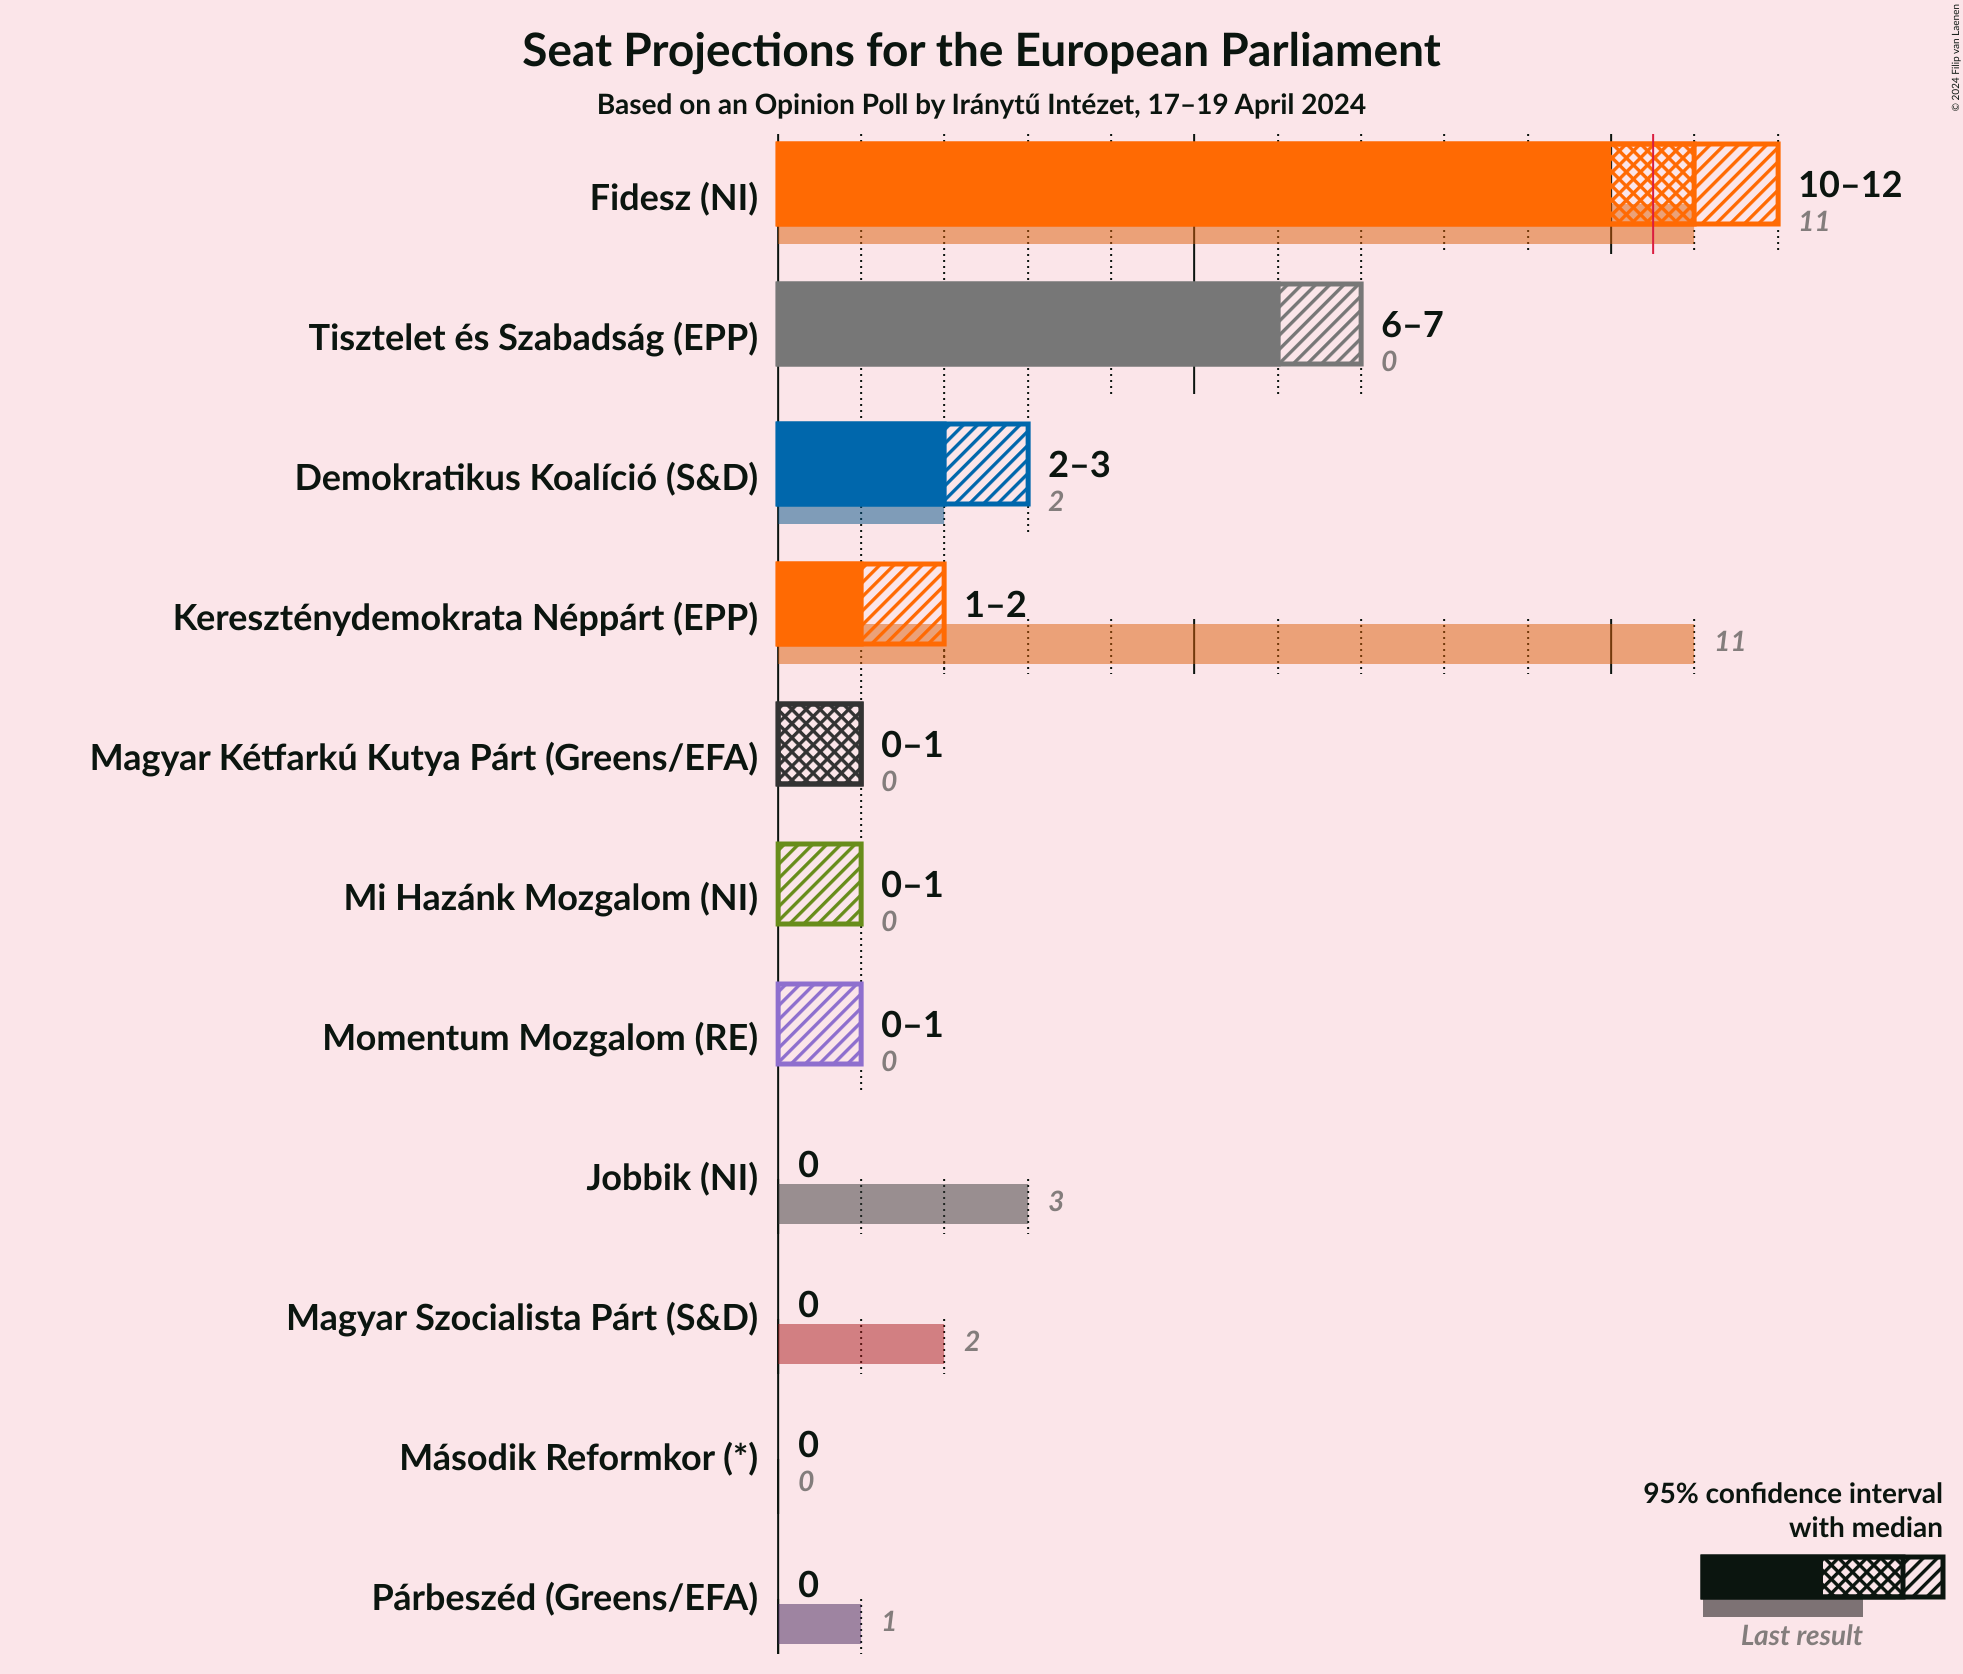 Seat Projections for the European Parliament
Based on an Opinion Poll by Iránytű Intézet, 17–19 April 2024
© 2024 Filip van Laenen
Fidesz (NI)
10–12
11
Tisztelet és Szabadság (EPP)
6–7
0
Demokratikus Koalíció (S&D)
2–3
2
Kereszténydemokrata Néppárt (EPP)
1–2
11
Magyar Kétfarkú Kutya Párt (Greens/EFA)
0–1
0
Mi Hazánk Mozgalom (NI)
0–1
0
Momentum Mozgalom (RE)
0–1
0
Jobbik (NI)
0
3
Magyar Szocialista Párt (S&D)
0
2
Második Reformkor (*)
0
0
Párbeszéd (Greens/EFA)
0
1
95% confidence interval
with median
Last result